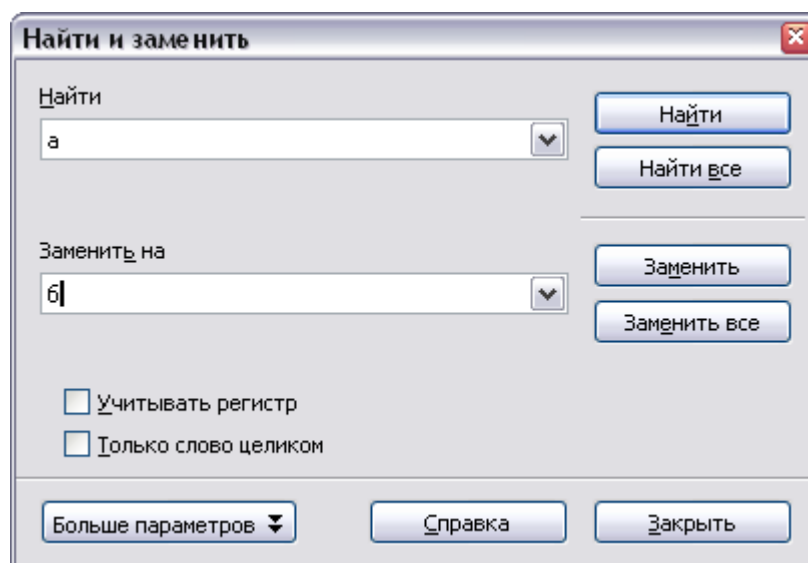 Найти и заменить
Найти
а
Найти
Найти все
Заменить на
б
Заменить
Заменить все
Учитывать регистр
Только слово целиком
Больше параметров
Справка
Закрыть